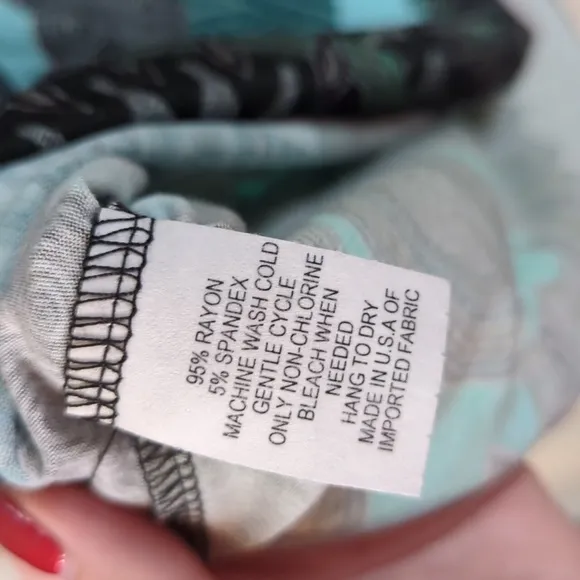 95% RAYON
5% SPANDEX
MACHINE WASH COLD
GENTLE CYCLE
ONLY NON-CHLORINE
BLEACH WHEN
NEEDED
HANG TO DRY
MADE IN U.S.A OF
IMPORTED FABRIC